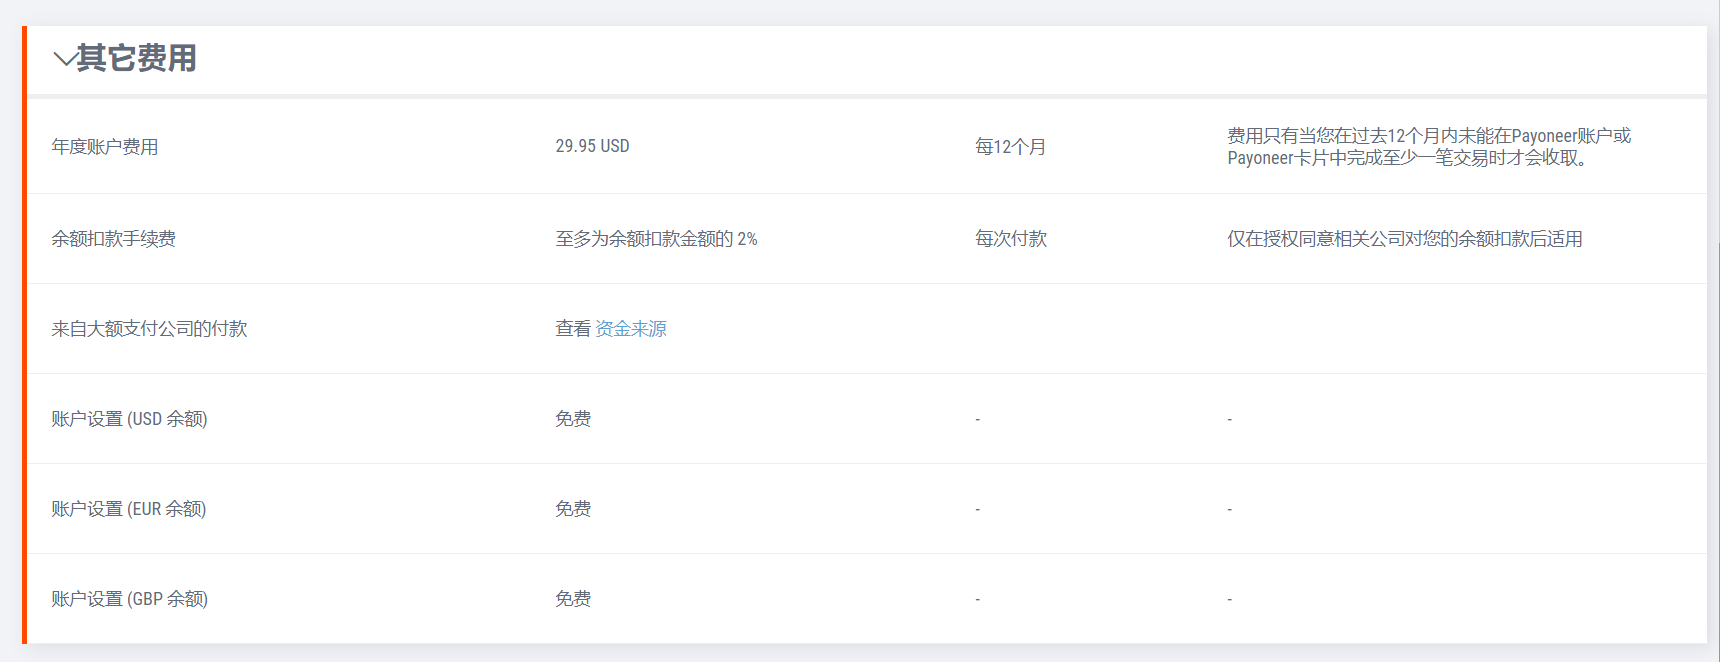 其它费用
年度账户费用 29.95 USD 每12个月 费用只有当您在过去12个月内未能在Payoneer账户或
Payoneer卡片中完成至少一笔交易时才会收取。
余额扣款手续费 至多为余额扣款金额的 2% 每次付款 仅在授权同意相关公司对您的余额扣款后适用
来自大额支付公司的付款 查看 资金来源
账户设置 (USD 余额) 免费 - -
账户设置 (EUR 余额) 免费 - -
账户设置 (GBP 余额) 免费 - -